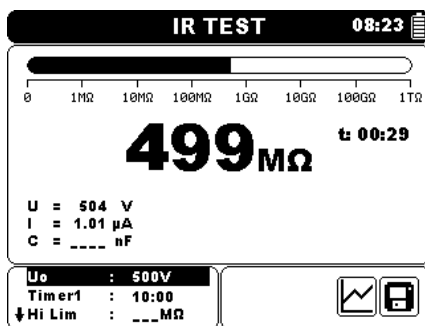 IR TEST 08:23
0 1MΩ 10MΩ 100MΩ 1GΩ 10GΩ 100GΩ 1TΩ
499MΩ t: 00:29
U = 504 V
I = 1.01 µA
C = ____ nF
Uo : 500V
Timer1 : 10:00
Hi Lim : ___MΩ